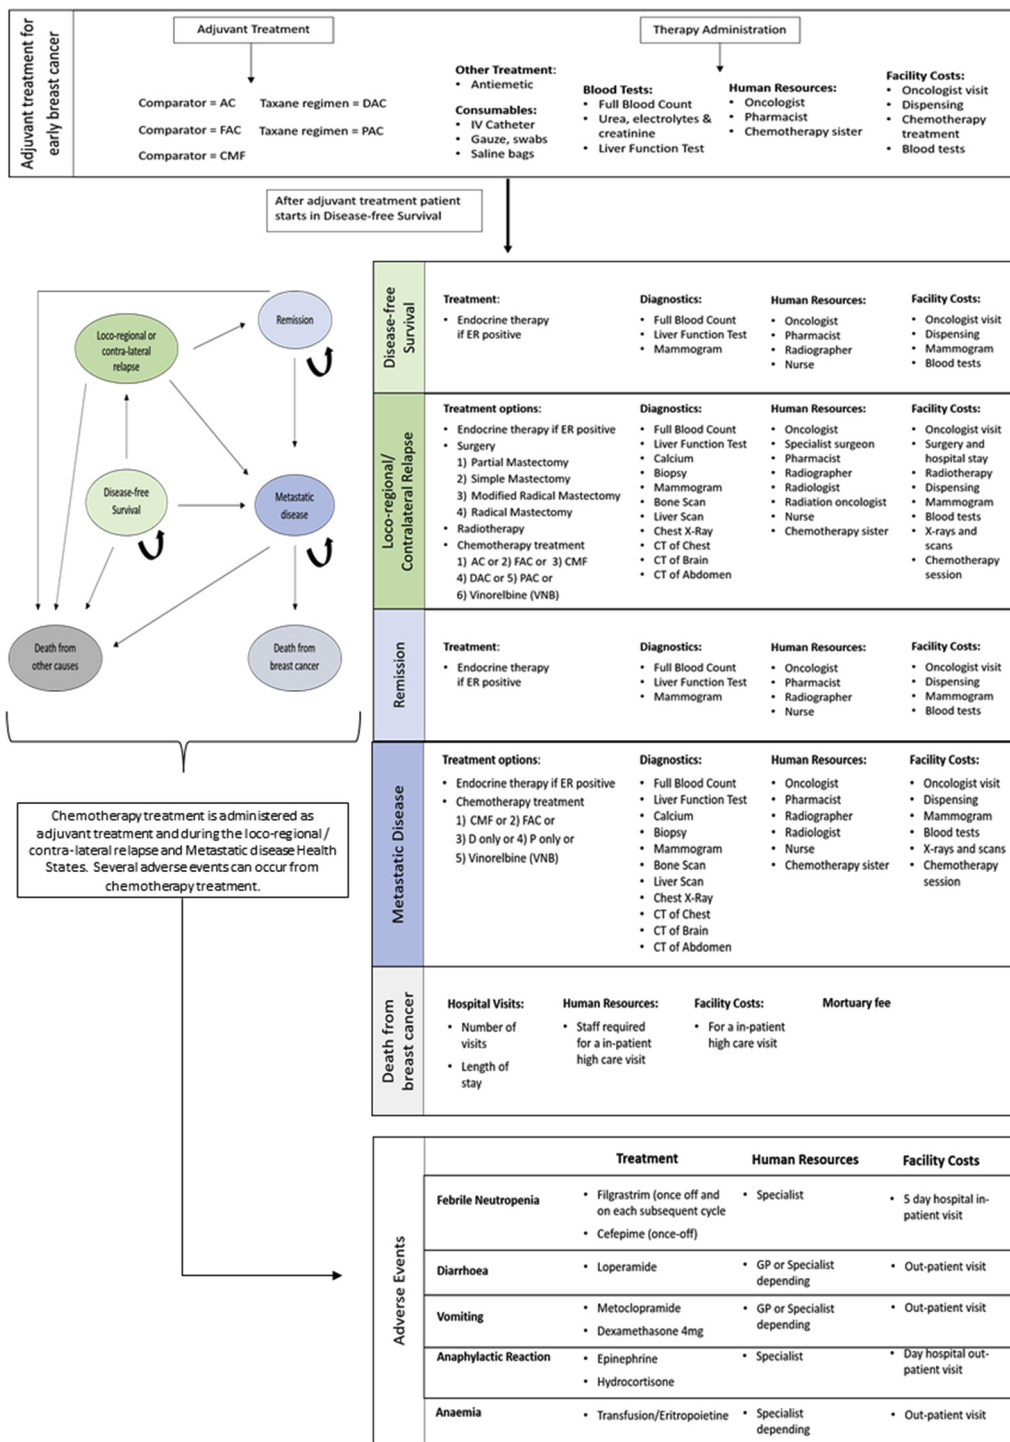 Adjuvant treatment for
early breast cancer
Adjuvant Treatment
Comparator = AC
Taxane regimen = DAC
Comparator = FAC
Taxane regimen = PAC
Comparator = CMF
Therapy Administration
Other Treatment:
• Antiemetic
Consumables:
• IV Catheter
• Gauze, swabs
• Saline bags
Blood Tests:
• Full Blood Count
• Urea, electrolytes &
creatinine
• Liver Function Test
Human Resources:
• Oncologist
• Pharmacist
• Chemotherapy sister
Facility Costs:
• Oncologist visit
• Dispensing
• Chemotherapy
treatment
• Blood tests
After adjuvant treatment patient
starts in Disease-free Survival
Remission
Loco-regional or
contra-lateral
relapse
Disease-free
Survival
Metastatic
disease
Death from
other causes
Death from
breast cancer
Chemotherapy treatment is administered as
adjuvant treatment and during the loco-regional /
contra-lateral relapse and Metastatic disease Health
States. Several adverse events can occur from
chemotherapy treatment.
Disease-free
Survival
Treatment:
• Endocrine therapy
if ER positive
Diagnostics:
• Full Blood Count
• Liver Function Test
• Mammogram
Human Resources:
• Oncologist
• Pharmacist
• Radiographer
• Nurse
Facility Costs:
• Oncologist visit
• Dispensing
• Mammogram
• Blood tests
Loco-regional/
Contralateral Relapse
Treatment options:
• Endocrine therapy if ER positive
• Surgery
1) Partial Mastectomy
2) Simple Mastectomy
3) Modified Radical Mastectomy
4) Radical Mastectomy
• Radiotherapy
• Chemotherapy treatment
1) AC or 2) FAC or 3) CMF
4) DAC or 5) PAC or
6) Vinorelbine (VNB)
Diagnostics:
• Full Blood Count
• Liver Function Test
• Calcium
• Biopsy
• Mammogram
• Bone Scan
• Liver Scan
• Chest X-Ray
• CT of Chest
• CT of Brain
• CT of Abdomen
Human Resources:
• Oncologist
• Specialist surgeon
• Pharmacist
• Radiographer
• Radiologist
• Radiation oncologist
• Nurse
• Chemotherapy sister
Facility Costs:
• Oncologist visit
• Surgery and
hospital stay
• Radiotherapy
• Dispensing
• Mammogram
• Blood tests
• X-rays and
scans
• Chemotherapy
session
Remission
Treatment:
• Endocrine therapy
if ER positive
Diagnostics:
• Full Blood Count
• Liver Function Test
• Mammogram
Human Resources:
• Oncologist
• Pharmacist
• Radiographer
• Nurse
Facility Costs:
• Oncologist visit
• Dispensing
• Mammogram
• Blood tests
Metastatic Disease
Treatment options:
• Endocrine therapy if ER positive
• Chemotherapy treatment
1) CMF or 2) FAC or
3) D only or 4) P only or
5) Vinorelbine (VNB)
Diagnostics:
• Full Blood Count
• Liver Function Test
• Calcium
• Biopsy
• Mammogram
• Bone Scan
• Liver Scan
• Chest X-Ray
• CT of Chest
• CT of Brain
• CT of Abdomen
Human Resources:
• Oncologist
• Pharmacist
• Radiographer
• Radiologist
• Nurse
• Chemotherapy sister
Facility Costs:
• Oncologist visit
• Dispensing
• Mammogram
• Blood tests
• X-rays and scans
• Chemotherapy
session
Death from
breast cancer
Hospital Visits:
• Number of
visits
• Length of
stay
Human Resources:
• Staff required
for a in-patient
high care visit
Facility Costs:
• For a in-patient
high care visit
Mortuary fee
Adverse Events
Treatment
Human Resources
Facility Costs
Febrile Neutropenia
• Filgrastrim (once off and
on each subsequent cycle
• Cefepime (once-off)
• Specialist
• 5 day hospital in-
patient visit
Diarrhoea
• Loperamide
• GP or Specialist
depending
• Out-patient visit
Vomiting
• Metoclopramide
• Dexamethasone 4mg
• GP or Specialist
depending
• Out-patient visit
Anaphylactic Reaction
• Epinephrine
• Hydrocortisone
• Specialist
• Day hospital out-
patient visit
Anaemia
• Transfusion/Eritropoietine
• Specialist
depending
• Out-patient visit